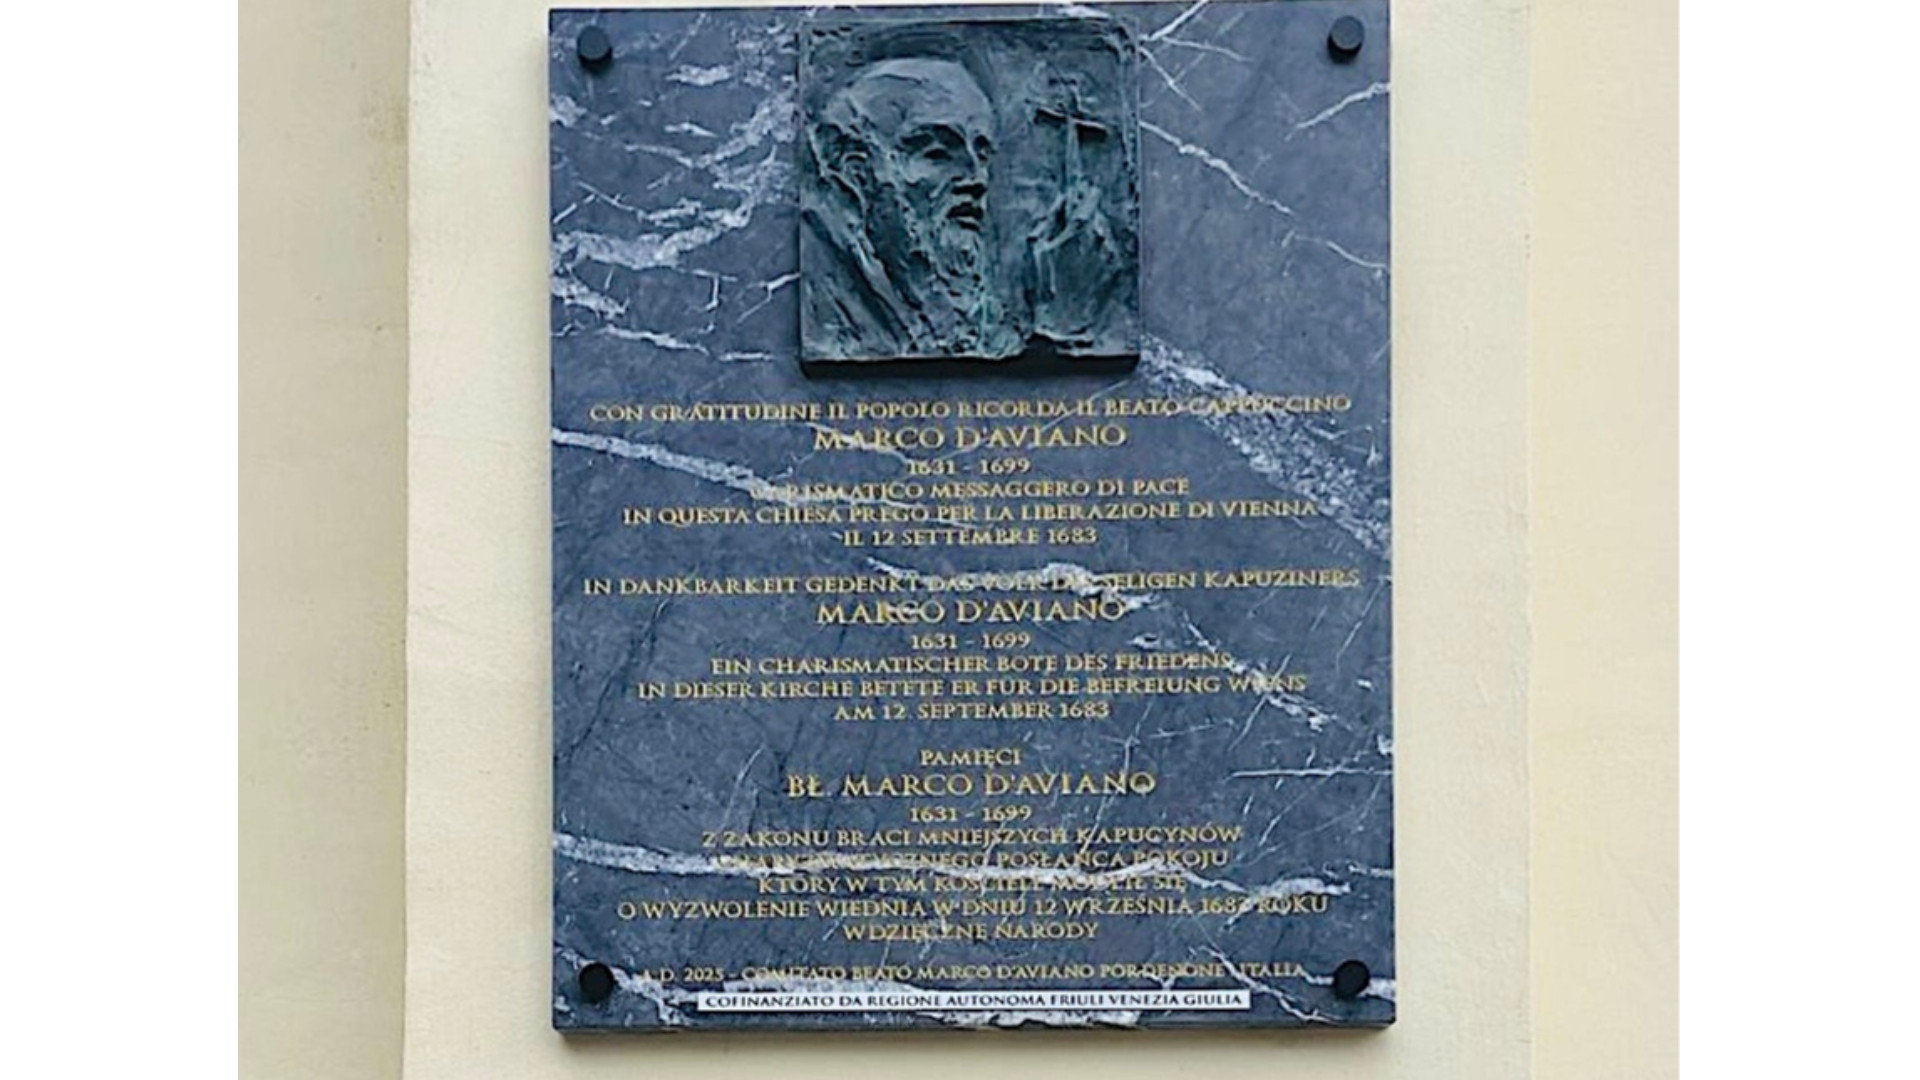 CON GRATITUDINE IL POPOLO RICORDA IL BEATO CAPPUCCINO
MARCO D'AVIANO
1631 - 1699
CARISMATICO MESSAGGERO DI PACE
IN QUESTA CHIESA PREGO PER LA LIBERAZIONE DI VIENNA
IL 12 SETTEMBRE 1683
IN DANKBARKEIT GEDENKT DAS VOLK DES SELIGEN KAPUZINERS
MARCO D'AVIANO
1631 - 1699
EIN CHARISMATISCHER BOTE DES FRIEDENS
IN DIESER KIRCHE BETETE ER FÜR DIE BEFREIUNG WIENS
AM 12. SEPTEMBER 1683
PAMIĘCI
BŁ. MARCO D'AVIANO
1631 - 1699
Z ZAKONU BRACI MNIEJSZYCH KAPUCYNÓW
CHARYZMATYCZNEGO POSŁAŃCA POKOJU
KTÓRY W TYM KOŚCIELE MODLIŁ SIĘ
O WYZWOLENIE WIEDNIA W DNIU 12 WRZEŚNIA 1683 ROKU
WDZIĘCZNE NARODY
A.D. 2025 - COMITATO BEATO MARCO D'AVIANO PORDENONE - ITALIA
COFINANZIATO DA REGIONE AUTONOMA FRIULI VENEZIA GIULIA